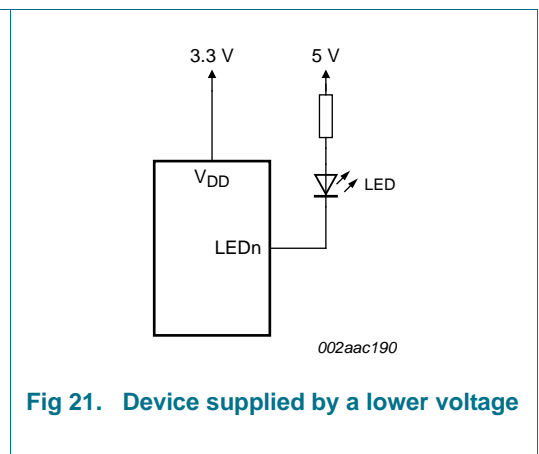 3.3 V 5 V
VDD
LED
LEDn
002aac190
Fig 21. Device supplied by a lower voltage